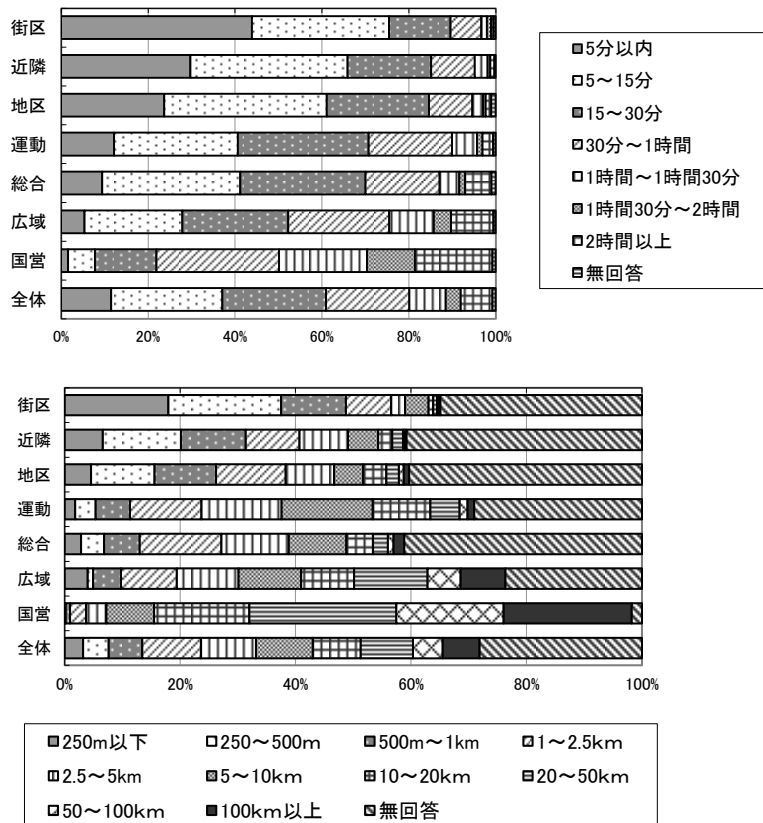 街区
近隣
地区
運動
総合
広域
国営
全体
0% 20% 40% 60% 80% 100%
5分以内
5～15分
15～30分
30分～1時間
1時間～1時間30分
1時間30分～2時間
2時間以上
無回答
街区
近隣
地区
運動
総合
広域
国営
全体
0% 20% 40% 60% 80% 100%
250m以下 250～500m 500m～1km 1～2.5km
2.5～5km 5～10km 10～20km 20～50km
50～100km 100km以上 無回答